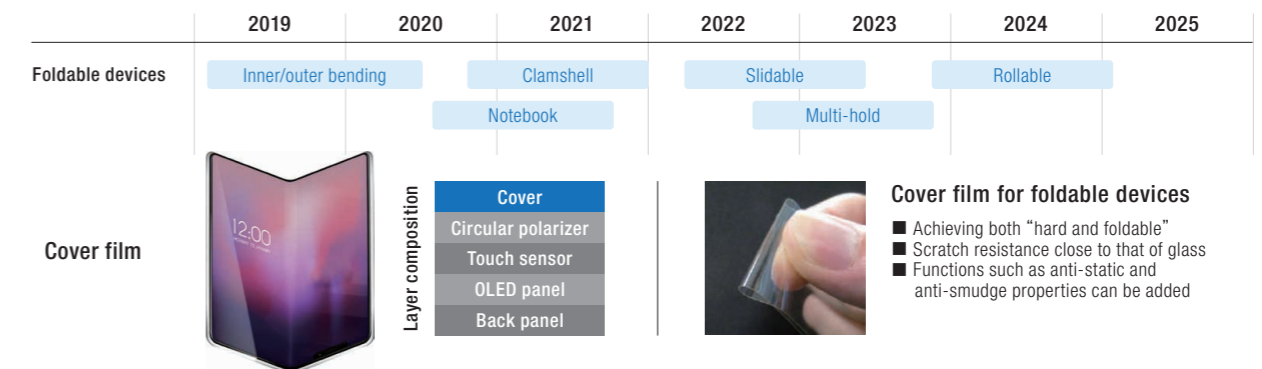 2019 2020 2021 2022 2023 2024 2025
Foldable devices
Inner/outer bending Clamshell Slidable Rollable
Notebook Multi-hold
Cover film
12:00
Layer composition
Cover
Circular polarizer
Touch sensor
OLED panel
Back panel
Cover film for foldable devices
■ Achieving both “hard and foldable”
■ Scratch resistance close to that of glass
■ Functions such as anti-static and
anti-smudge properties can be added